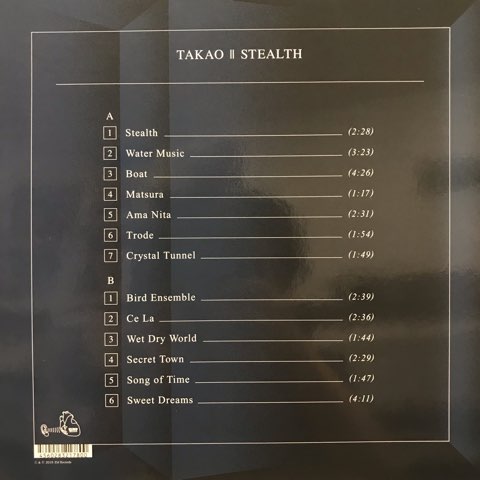 TAKAO || STEALTH
A
1 Stealth (2:28)
2 Water Music (3:23)
3 Boat (4:26)
4 Matsura (1:17)
5 Ama Nita (2:31)
6 Trode (1:54)
7 Crystal Tunnel (1:49)
B
1 Bird Ensemble (2:39)
2 Ce La (2:36)
3 Wet Dry World (1:44)
4 Secret Town (2:29)
5 Song of Time (1:47)
6 Sweet Dreams (4:11)